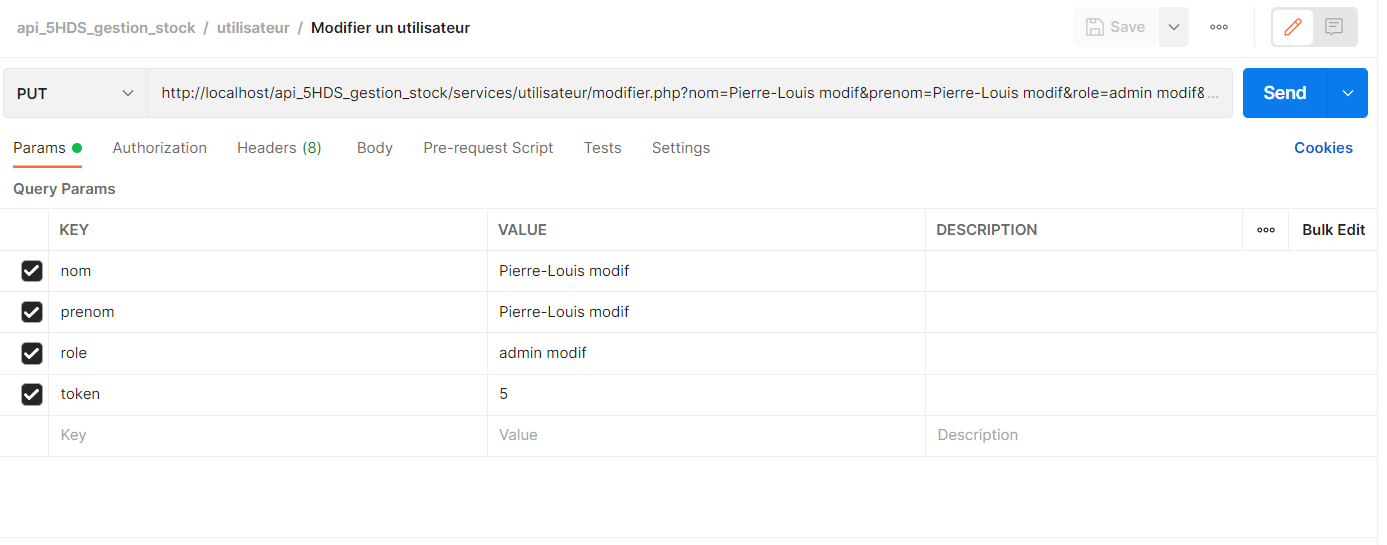 api_5HDS_gestion_stock / utilisateur / Modifier un utilisateur Save
PUT http://localhost/api_5HDS_gestion_stock/services/utilisateur/modifier.php?nom=Pierre-Louis modif&prenom=Pierre-Louis modif&role=admin modif&... Send
Params Authorization Headers (8) Body Pre-request Script Tests Settings Cookies
Query Params
KEY VALUE DESCRIPTION Bulk Edit
nom Pierre-Louis modif
prenom Pierre-Louis modif
role admin modif
token 5
Key Value Description